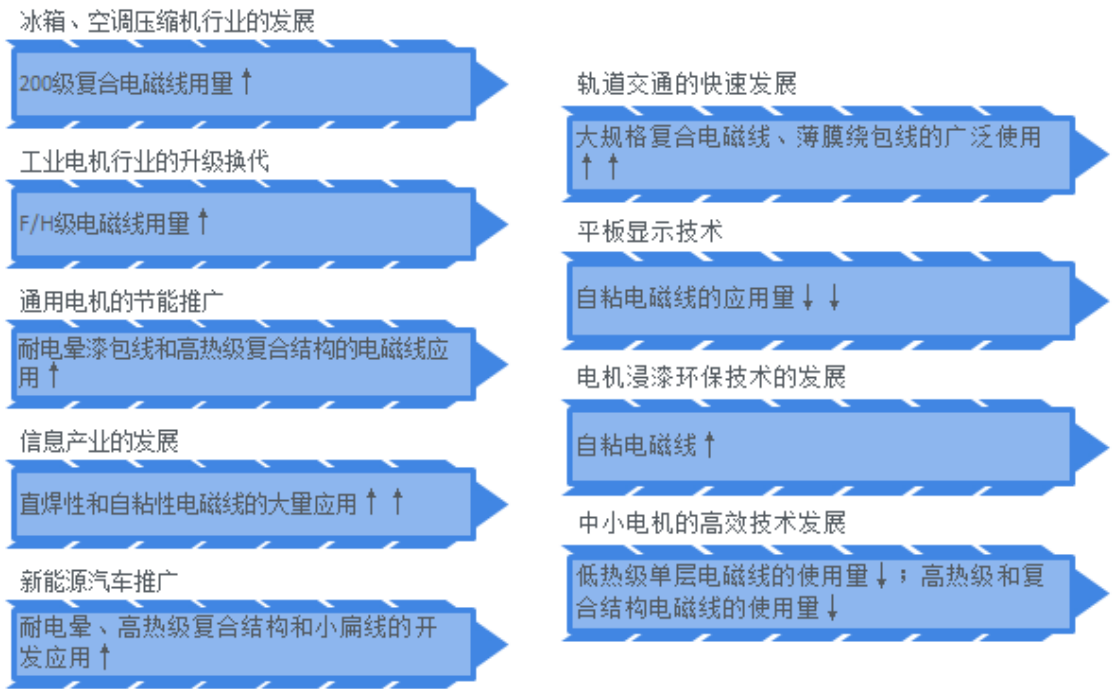 冰箱、空调压缩机行业的发展
200级复合电磁线用量↑
工业电机行业的升级换代
F/H级电磁线用量↑
通用电机的节能推广
耐电晕漆包线和高热级复合结构的电磁线应
用↑
信息产业的发展
直焊性和自粘性电磁线的大量应用↑↑
新能源汽车推广
耐电晕、高热级复合结构和小扁线的开
发应用↑
轨道交通的快速发展
大规格复合电磁线、薄膜绕包线的广泛使用
↑↑
平板显示技术
自粘电磁线的应用量↓↓
电机浸漆环保技术的发展
自粘电磁线↑
中小电机的高效技术发展
低热级单层电磁线的使用量↓；高热级和复
合结构电磁线的使用量↓